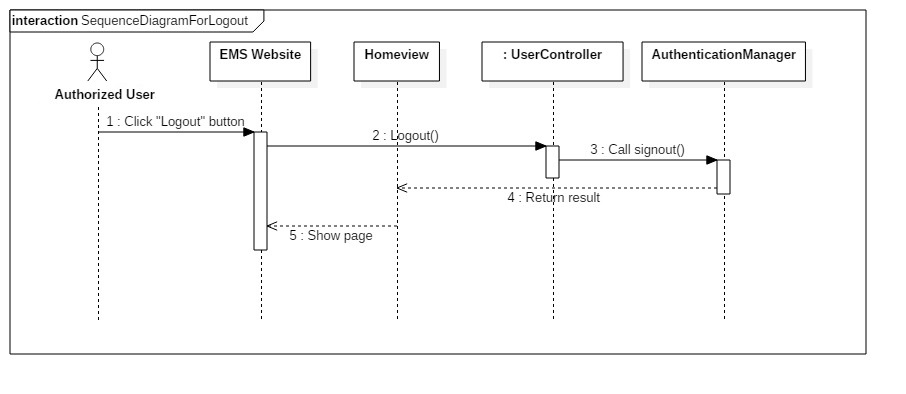 interaction SequenceDiagramForLogout
EMS Website
Homeview
: UserController
AuthenticationManager
Authorized User
1 : Click "Logout" button
2 : Logout()
3 : Call signout()
4 : Return result
5 : Show page